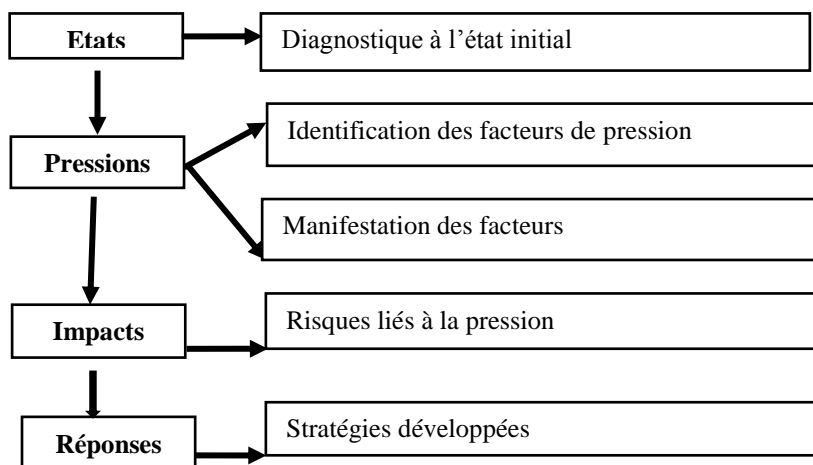 Etats
Diagnostique à l’état initial
Pressions
Identification des facteurs de pression
Manifestation des facteurs
Impacts
Risques liés à la pression
Réponses
Stratégies développées